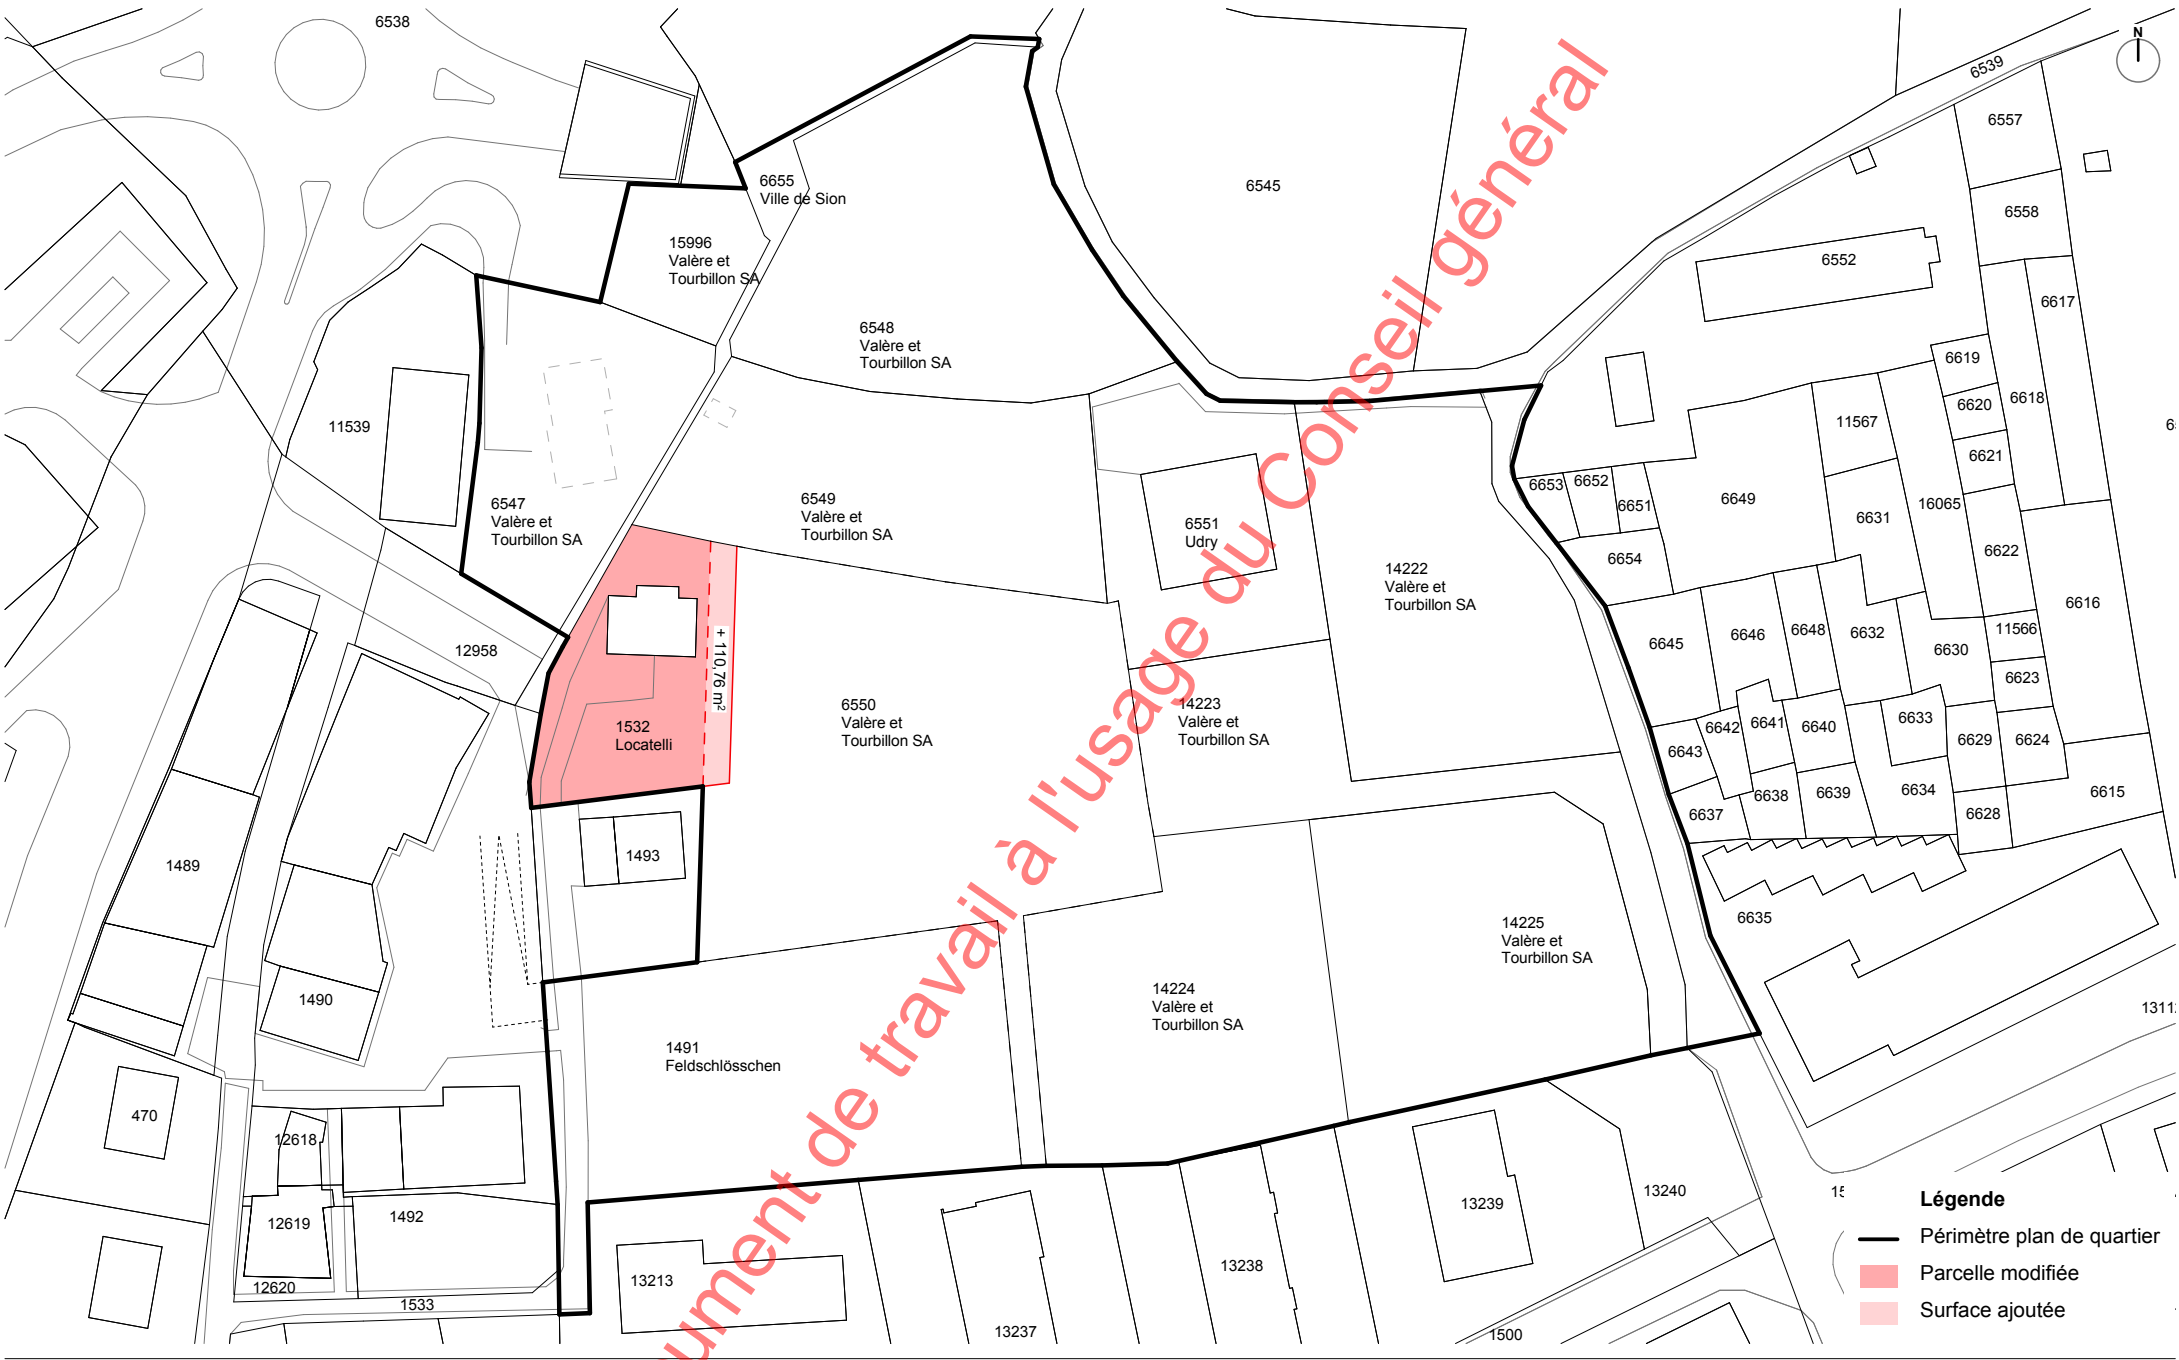 6538
N
6539
6557
6655
Ville de Sion
6545
6558
15996
Valère et
Tourbillon SA
6552
6617
6548
Valère et
Tourbillon SA
6619
6618
6620
11539
11567
6621
6547
Valère et
Tourbillon SA
6549
Valère et
Tourbillon SA
6551
Udry
6653
6652
6651
6649
16065
6631
6622
6654
14222
Valère et
Tourbillon SA
6616
12958
+ 110,76 m²
6645
6646
6648
6632
6630
11566
6623
1532
Locatelli
6550
Valère et
Tourbillon SA
14223
Valère et
Tourbillon SA
6643
6642
6641
6640
6633
6629
6624
6637
6638
6639
6634
6628
6615
1489
1493
6635
14225
Valère et
Tourbillon SA
1490
14224
Valère et
Tourbillon SA
1491
Feldschlösschen
470
12618
12619
1492
12620
1533
13213
13237
13238
13239
13240
1500
ument de travail à l'usage du Conseil général
Légende
Périmètre plan de quartier
Parcelle modifiée
Surface ajoutée